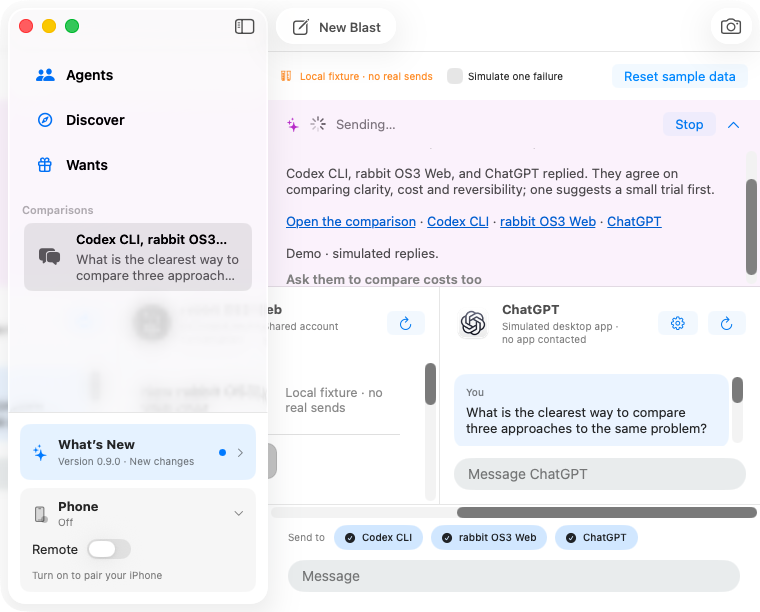 New Blast
Agents
Discover
Wants
Comparisons
Codex CLI, rabbit OS3...
What is the clearest way to
compare three approach...
What's New
Version 0.9.0 · New changes
Phone
Off
Remote
Turn on to pair your iPhone
Local fixture · no real sends
Simulate one failure
Reset sample data
Sending...
Stop
Codex CLI, rabbit OS3 Web, and ChatGPT replied. They agree on
comparing clarity, cost and reversibility; one suggests a small trial first.
Open the comparison · Codex CLI · rabbit OS3 Web · ChatGPT
Demo · simulated replies.
Ask them to compare costs too
shared account
Local fixture · no
real sends
ChatGPT
Simulated desktop app ·
no app contacted
You
What is the clearest way to compare
three approaches to the same problem?
Message ChatGPT
Send to
Codex CLI
rabbit OS3 Web
ChatGPT
Message